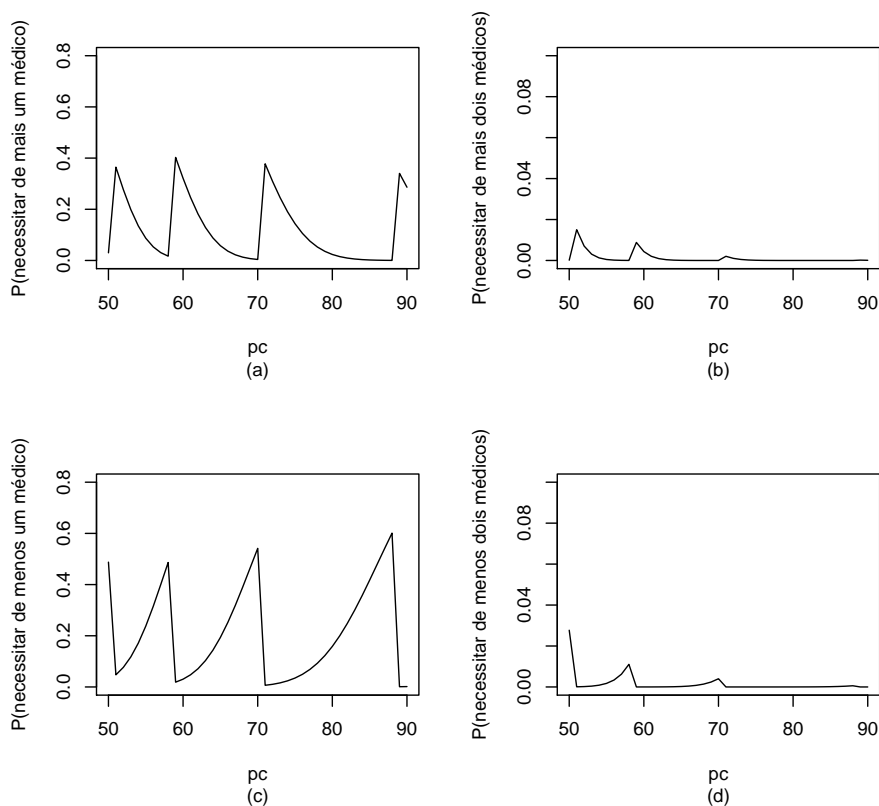 P(necessitar de mais um médico)
0.8
0.6
0.4
0.2
0.0
50 60 70 80 90
pc
(a)
P(necessitar de mais dois médicos)
0.08
0.04
0.00
50 60 70 80 90
pc
(b)
P(necessitar de menos um médico)
0.8
0.6
0.4
0.2
0.0
50 60 70 80 90
pc
(c)
P(necessitar de menos dois médicos)
0.08
0.04
0.00
50 60 70 80 90
pc
(d)